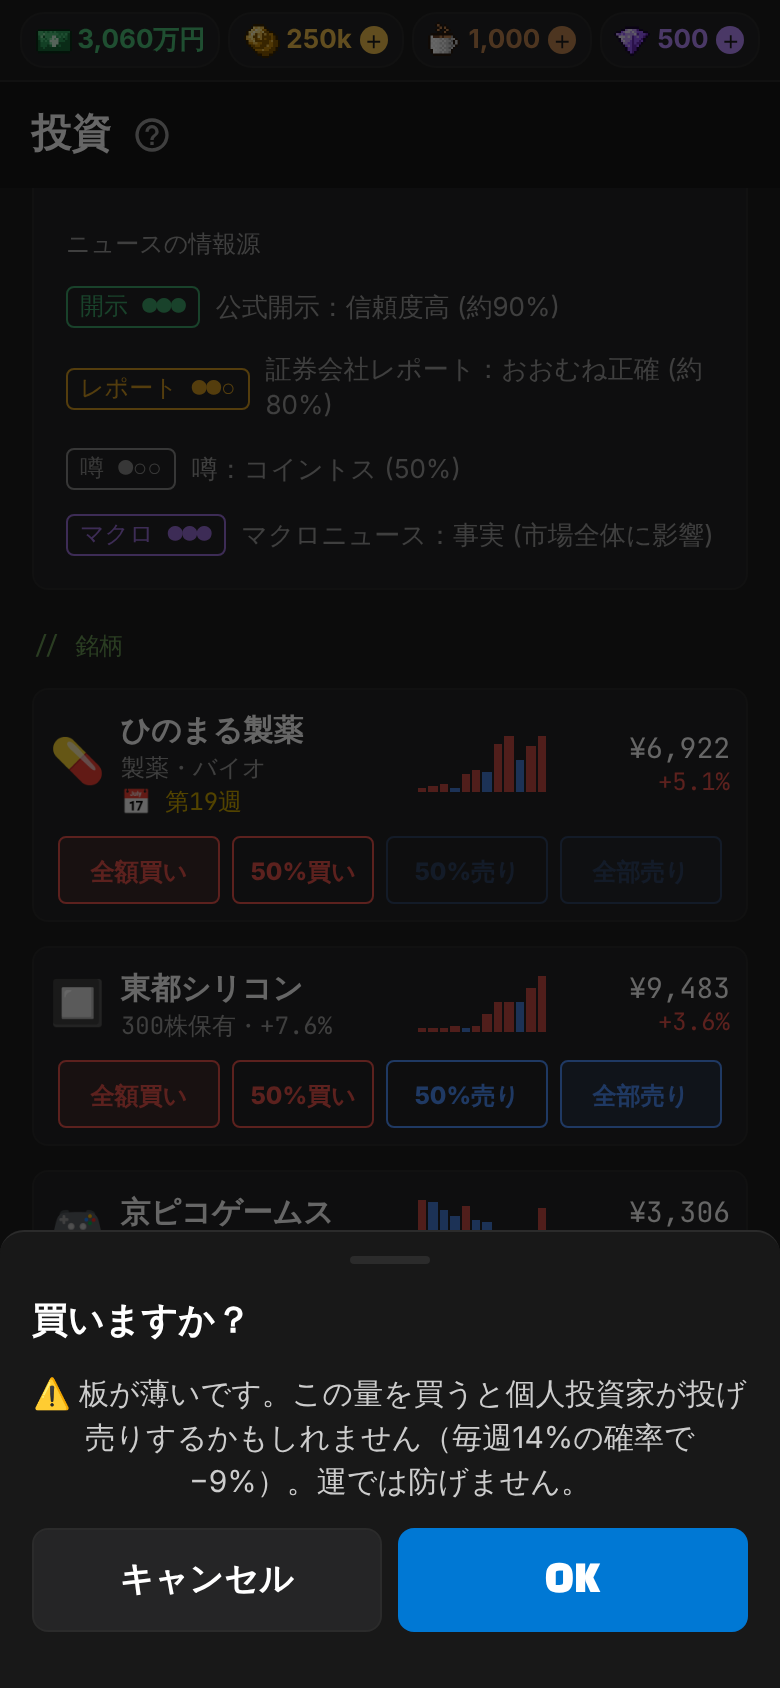 3,060万円 250k + 1,000 + 500 +
投資 ?
ニュースの情報源
開示 ●●● 公式開示：信頼度高 (約90%)
レポート ●●○ 証券会社レポート：おおむね正確 (約
80%)
噂 ●○○ 噂：コイントス (50%)
マクロ ●●● マクロニュース：事実 (市場全体に影響)
// 銘柄
ひのまる製薬
製薬・バイオ
📅 第19週
¥6,922
+5.1%
全額買い 50%買い 50%売り 全部売り
東都シリコン
300株保有・+7.6%
¥9,483
+3.6%
全額買い 50%買い 50%売り 全部売り
京ピコゲームス ¥3,306
買いますか？
⚠️ 板が薄いです。この量を買うと個人投資家が投げ
売りするかもしれません（毎週14%の確率で
−9%）。運では防げません。
キャンセル OK